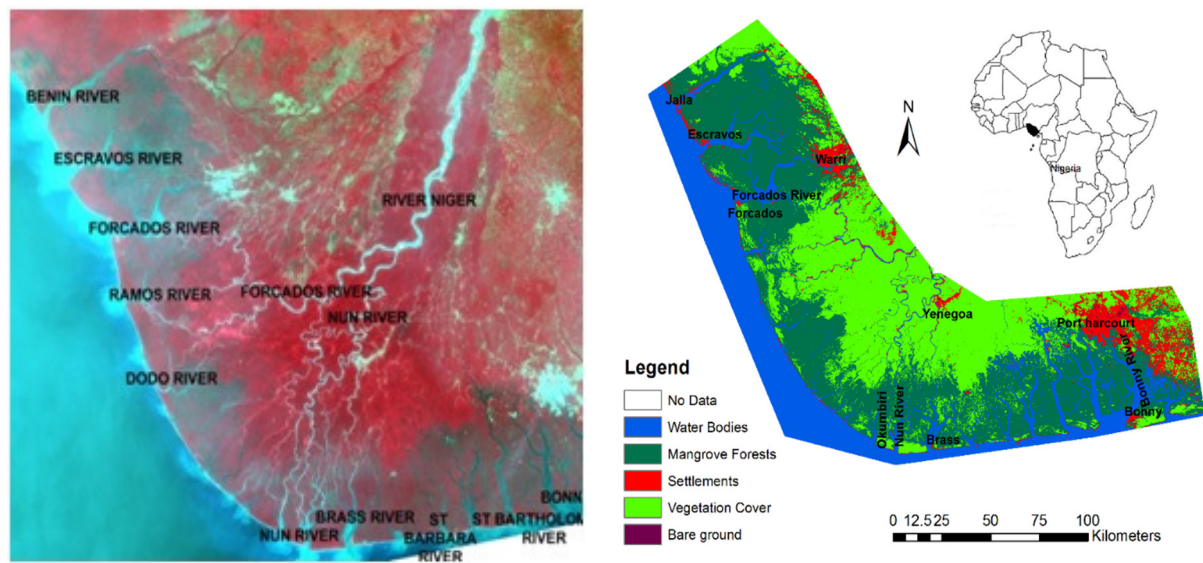 BENIN RIVER
ESCRAVOS RIVER
RIVER NIGER
FORCADOS RIVER
RAMOS RIVER
FORCADOS RIVER
NUN RIVER
DODO RIVER
BONN
BRASS RIVER
ST
ST BARTHOLOM
NUN RIVER
BARBARA
RIVER
RIVER
N
Nigeria
Jalla
Escravos
Warri
Forcados River
Forcados
Yenegoa
Port harcourt
Bonny River
Bonny
Okumbiri
Nun River
Brass
Legend
No Data
Water Bodies
Mangrove Forests
Settlements
Vegetation Cover
Bare ground
0 12.5 25 50 75 100
Kilometers